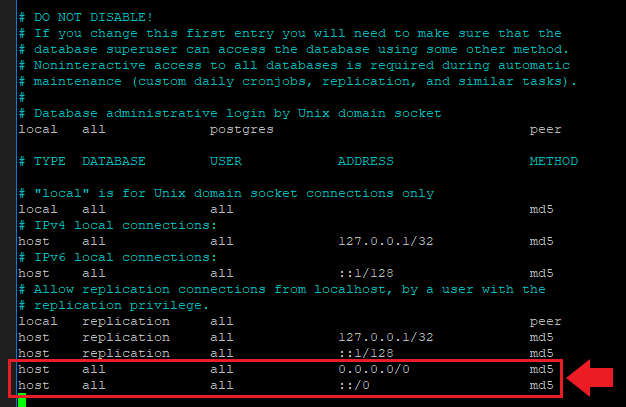 # DO NOT DISABLE!
# If you change this first entry you will need to make sure that the
# database superuser can access the database using some other method.
# Noninteractive access to all databases is required during automatic
# maintenance (custom daily cronjobs, replication, and similar tasks).
#
# Database administrative login by Unix domain socket
local   all             postgres                                peer

# TYPE  DATABASE        USER            ADDRESS                 METHOD

# "local" is for Unix domain socket connections only
local   all             all                                     md5
# IPv4 local connections:
host    all             all             127.0.0.1/32            md5
# IPv6 local connections:
host    all             all             ::1/128                 md5
# Allow replication connections from localhost, by a user with the
# replication privilege.
local   replication     all                                     peer
host    replication     all             127.0.0.1/32            md5
host    replication     all             ::1/128                 md5
host    all             all             0.0.0.0/0               md5
host    all             all             ::/0                    md5